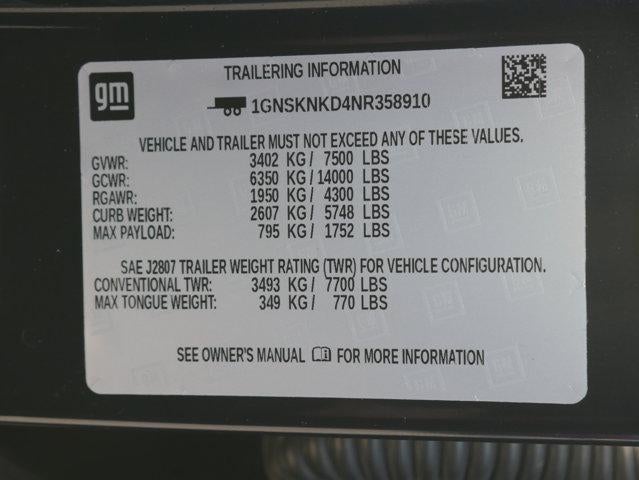 gm
TRAILERING INFORMATION
1GNSKNKD4NR358910
VEHICLE AND TRAILER MUST NOT EXCEED ANY OF THESE VALUES.
GVWR: 3402 KG / 7500 LBS
GCWR: 6350 KG / 14000 LBS
RGAWR: 1950 KG / 4300 LBS
CURB WEIGHT: 2607 KG / 5748 LBS
MAX PAYLOAD: 795 KG / 1752 LBS
SAE J2807 TRAILER WEIGHT RATING (TWR) FOR VEHICLE CONFIGURATION.
CONVENTIONAL TWR: 3493 KG / 7700 LBS
MAX TONGUE WEIGHT: 349 KG / 770 LBS
SEE OWNER'S MANUAL FOR MORE INFORMATION